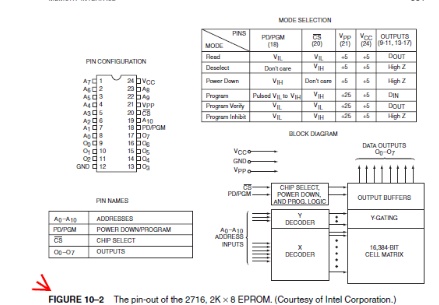 MODE SELECTION
PINS
MODE
PD/PGM
(18)
CS
(20)
VPP
(21)
VCC
(24)
OUTPUTS
(9-11, 13-17)
Read VIL VIL +5 +5 DOUT
Deselect Don't care VIH +5 +5 High Z
Power Down VIH Don't care +5 +5 High Z
Program Pulsed VIL to VIH VIH +25 +5 DIN
Program Verify VIL VIL +25 +5 DOUT
Program Inhibit VIL VIH +25 +5 High Z
PIN CONFIGURATION
A7 1 24 VCC
A6 2 23 A8
A5 3 22 A9
A4 4 21 VPP
A3 5 20 CS
A2 6 19 A10
A1 7 18 PD/PGM
A0 8 17 O7
O0 9 16 O6
O1 10 15 O5
O2 11 14 O4
GND 12 13 O3
PIN NAMES
A0-A10 ADDRESSES
PD/PGM POWER DOWN/PROGRAM
CS CHIP SELECT
O0-O7 OUTPUTS
BLOCK DIAGRAM
VCC
GND
VPP
DATA OUTPUTS
O0-O7
CS
PD/PGM
CHIP SELECT,
POWER DOWN,
AND PROG. LOGIC
OUTPUT BUFFERS
A0-A10
ADDRESS
INPUTS
Y
DECODER
Y-GATING
X
DECODER
16,384-BIT
CELL MATRIX
FIGURE 10–2 The pin-out of the 2716, 2K × 8 EPROM. (Courtesy of Intel Corporation.)